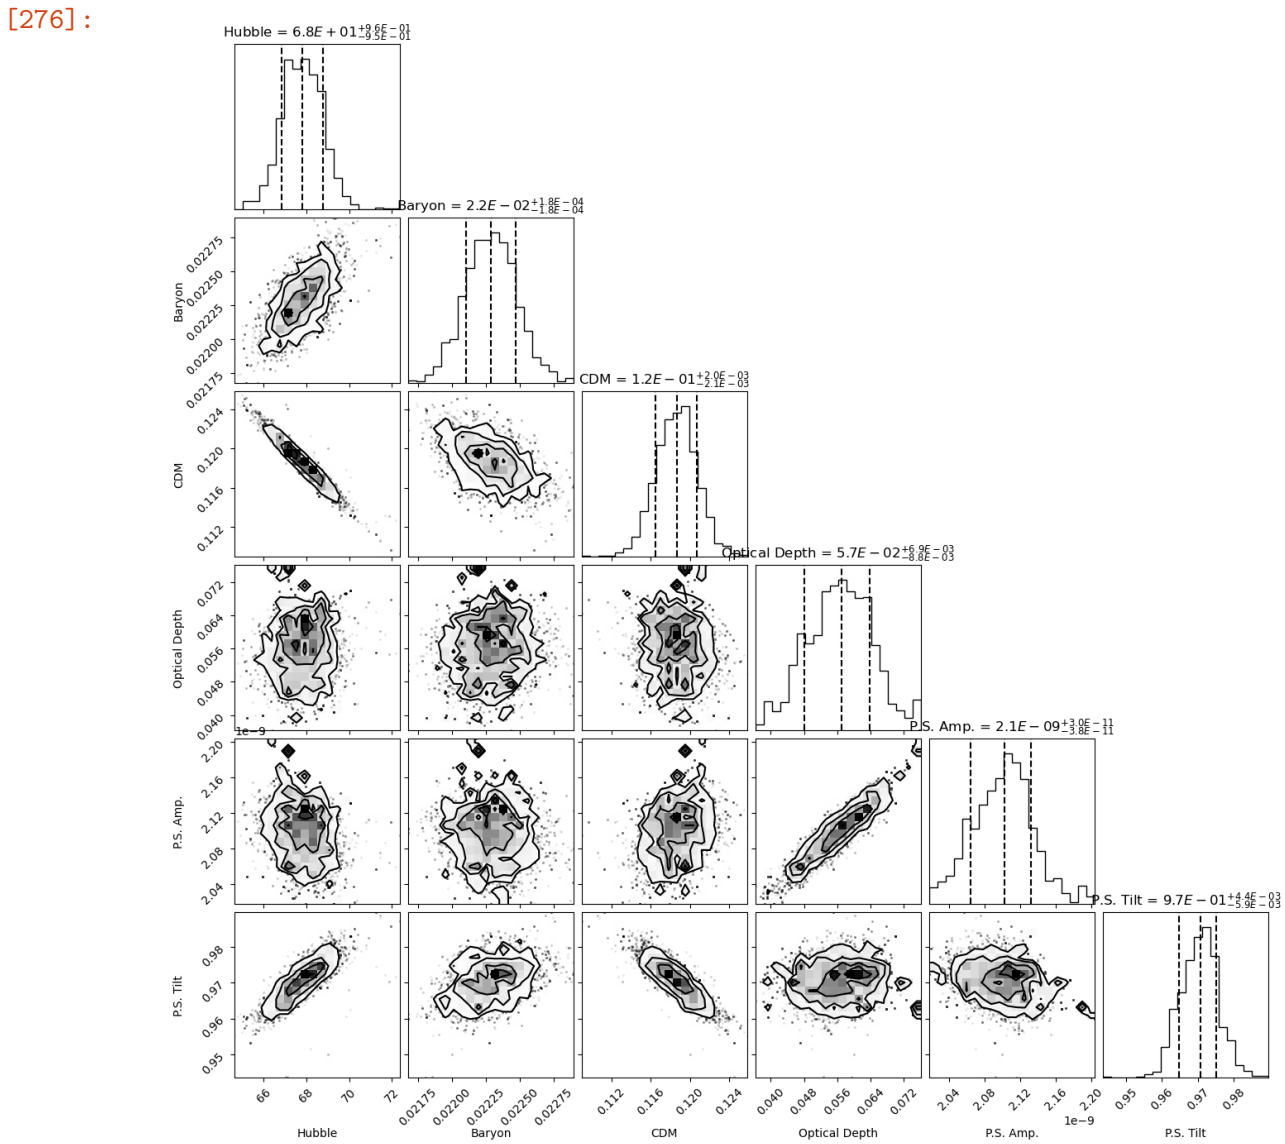 [276]:
Hubble = 6.8E + 01 +9.6E−01 −9.5E−01
Baryon = 2.2E − 02 +1.8E−04 −1.8E−04
0.02275
0.02250
0.02225
0.02200
0.02175
Baryon
CDM = 1.2E − 01 +2.0E−03 −2.1E−03
0.124
0.120
0.116
0.112
CDM
Optical Depth = 5.7E − 02 +6.9E−03 −8.8E−03
0.072
0.064
0.056
0.048
0.040
Optical Depth
1e−9
P.S. Amp. = 2.1E − 09 +3.0E−11 −3.8E−11
2.20
2.16
2.12
2.08
2.04
P.S. Amp.
P.S. Tilt = 9.7E − 01 +4.4E−03 −5.9E−03
0.98
0.97
0.96
0.95
P.S. Tilt
66 68 70 72
0.02175 0.02200 0.02225 0.02250 0.02275
0.112 0.116 0.120 0.124
0.040 0.048 0.056 0.064 0.072
2.04 2.08 2.12 2.16 2.20
1e−9
0.95 0.96 0.97 0.98
Hubble Baryon CDM Optical Depth P.S. Amp. P.S. Tilt